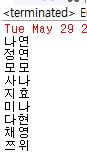 <terminated> E
Tue May 29 2
나연
정연
모모
사나
지효
미나
다현
채영
쯔위